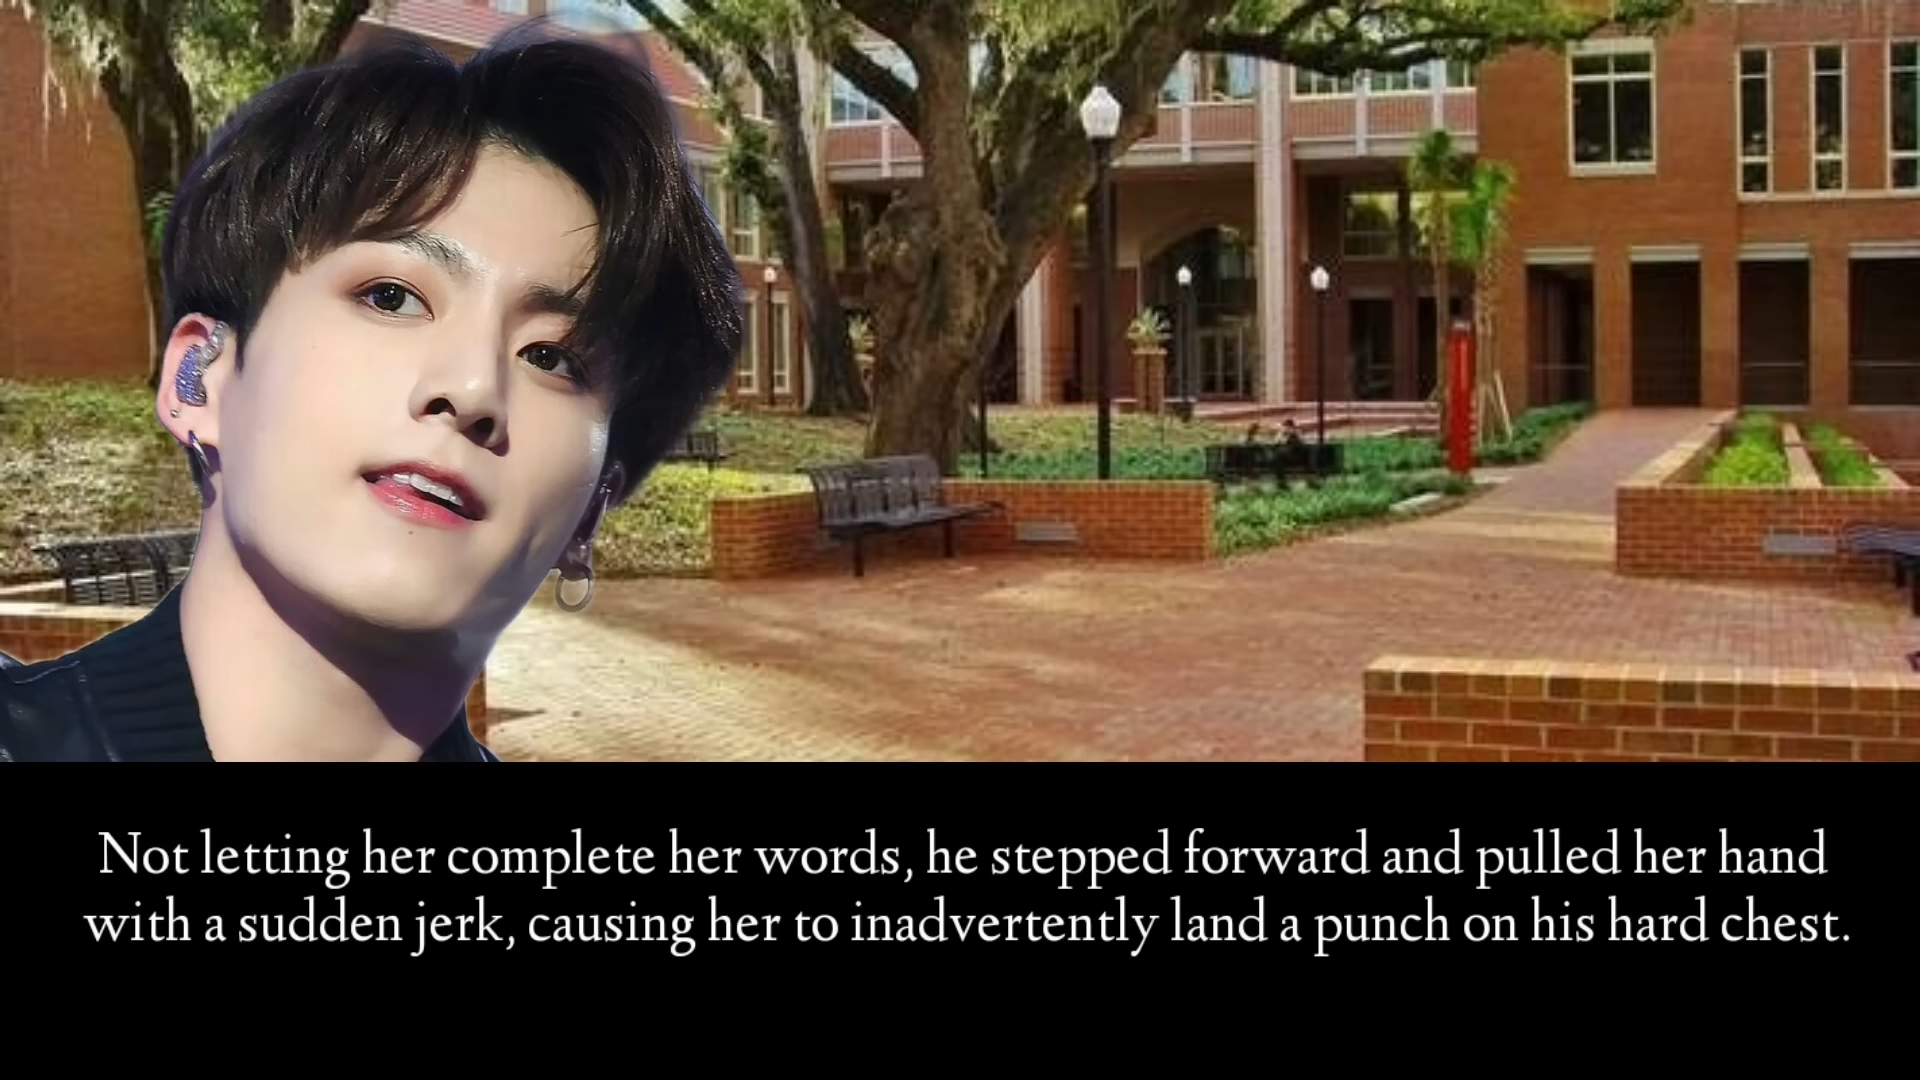 Not letting her complete her words, he stepped forward and pulled her hand
with a sudden jerk, causing her to inadvertently land a punch on his hard chest.